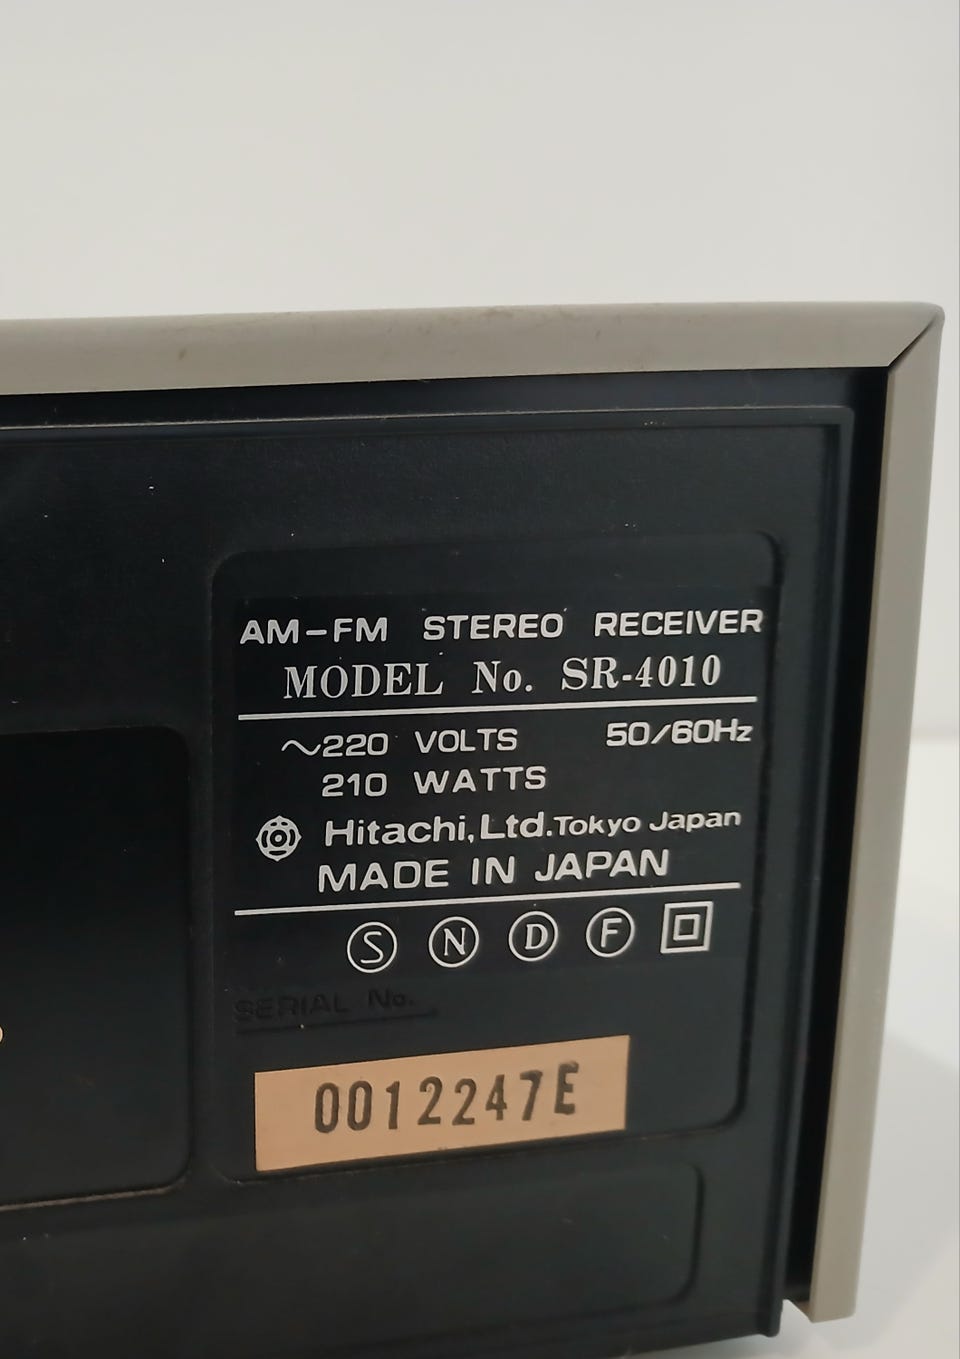 AM-FM STEREO RECEIVER
MODEL No. SR-4010
~220 VOLTS 50/60Hz
210 WATTS
Hitachi, Ltd. Tokyo Japan
MADE IN JAPAN
S N D F
SERIAL No.
0012247E